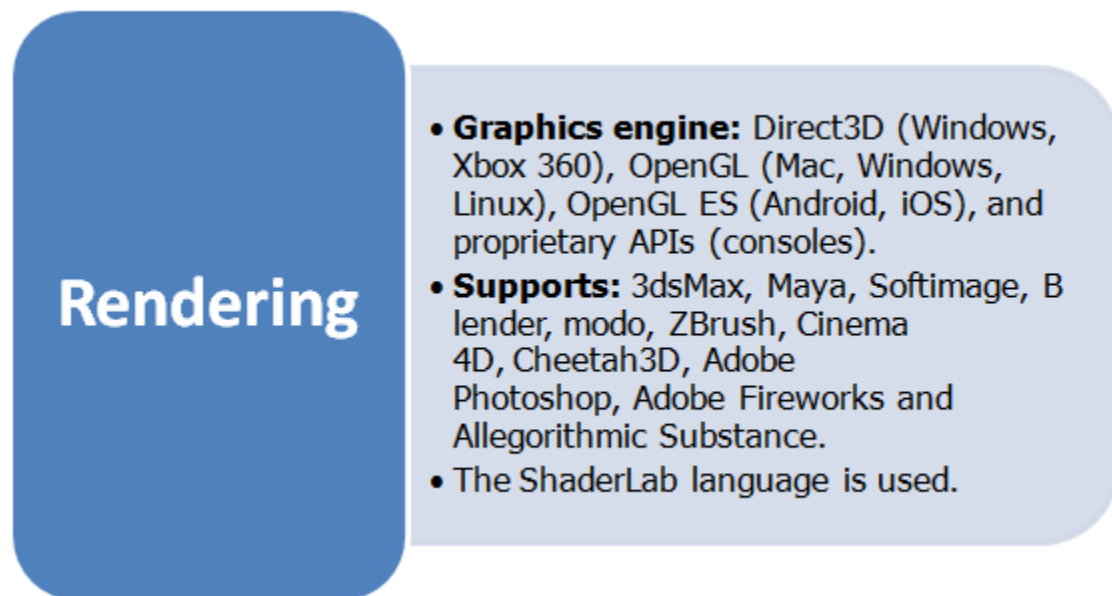 Rendering
• Graphics engine: Direct3D (Windows,
Xbox 360), OpenGL (Mac, Windows,
Linux), OpenGL ES (Android, iOS), and
proprietary APIs (consoles).
• Supports: 3dsMax, Maya, Softimage, B
lender, modo, ZBrush, Cinema
4D, Cheetah3D, Adobe
Photoshop, Adobe Fireworks and
Allegorithmic Substance.
• The ShaderLab language is used.